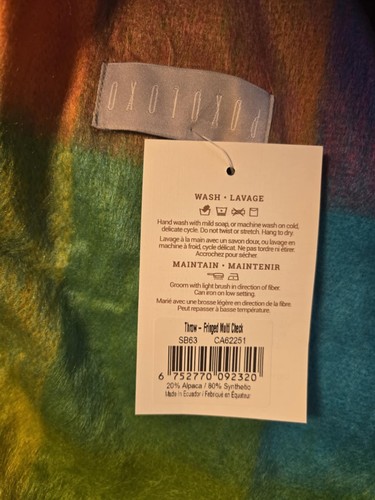 POXOLOXO
WASH • LAVAGE
Hand wash with mild soap, or machine wash on cold,
delicate cycle. Do not twist or stretch. Hang to dry.
Lavage à la main avec un savon doux, ou lavage en
machine à froid, cycle délicat. Ne pas tordre ni étirer.
Accrochez pour sécher.
MAINTAIN • MAINTENIR
Groom with light brush in direction of fiber.
Can iron on low setting.
Marié avec une brosse légère en direction de la fibre.
Peut repasser à basse température.
Throw – Fringed Multi Check
SB63 CA62251
6 752770 092320
20% Alpaca / 80% Synthetic
Made in Ecuador / Fabriqué en Équateur